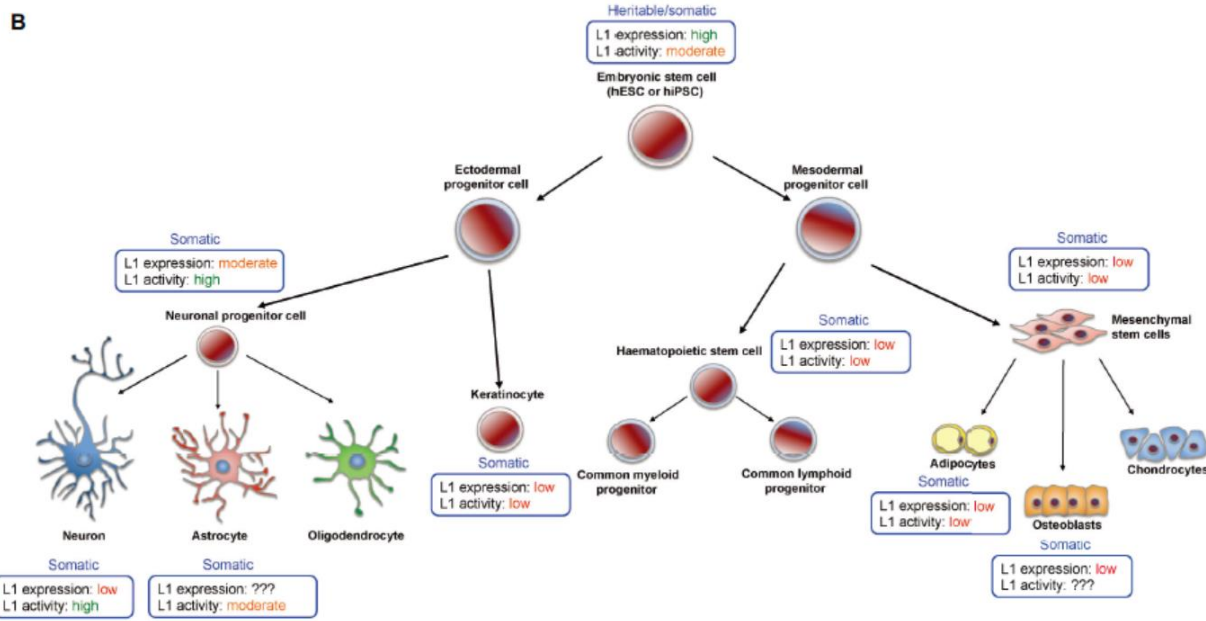 B
Heritable/somatic
L1 expression: high
L1 activity: moderate
Embryonic stem cell
(hESC or hiPSC)
Ectodermal
progenitor cell
Mesodermal
progenitor cell
Somatic
L1 expression: moderate
L1 activity: high
Neuronal progenitor cell
Somatic
L1 expression: low
L1 activity: low
Mesenchymal
stem cells
Somatic
L1 expression: low
L1 activity: low
Haematopoietic stem cell
Keratinocyte
Somatic
L1 expression: low
L1 activity: low
Common myeloid
progenitor
Common lymphoid
progenitor
Adipocytes
Somatic
L1 expression: low
L1 activity: low
Chondrocytes
Osteoblasts
Somatic
L1 expression: low
L1 activity: ???
Neuron
Astrocyte
Oligodendrocyte
Somatic
L1 expression: low
L1 activity: high
Somatic
L1 expression: ???
L1 activity: moderate